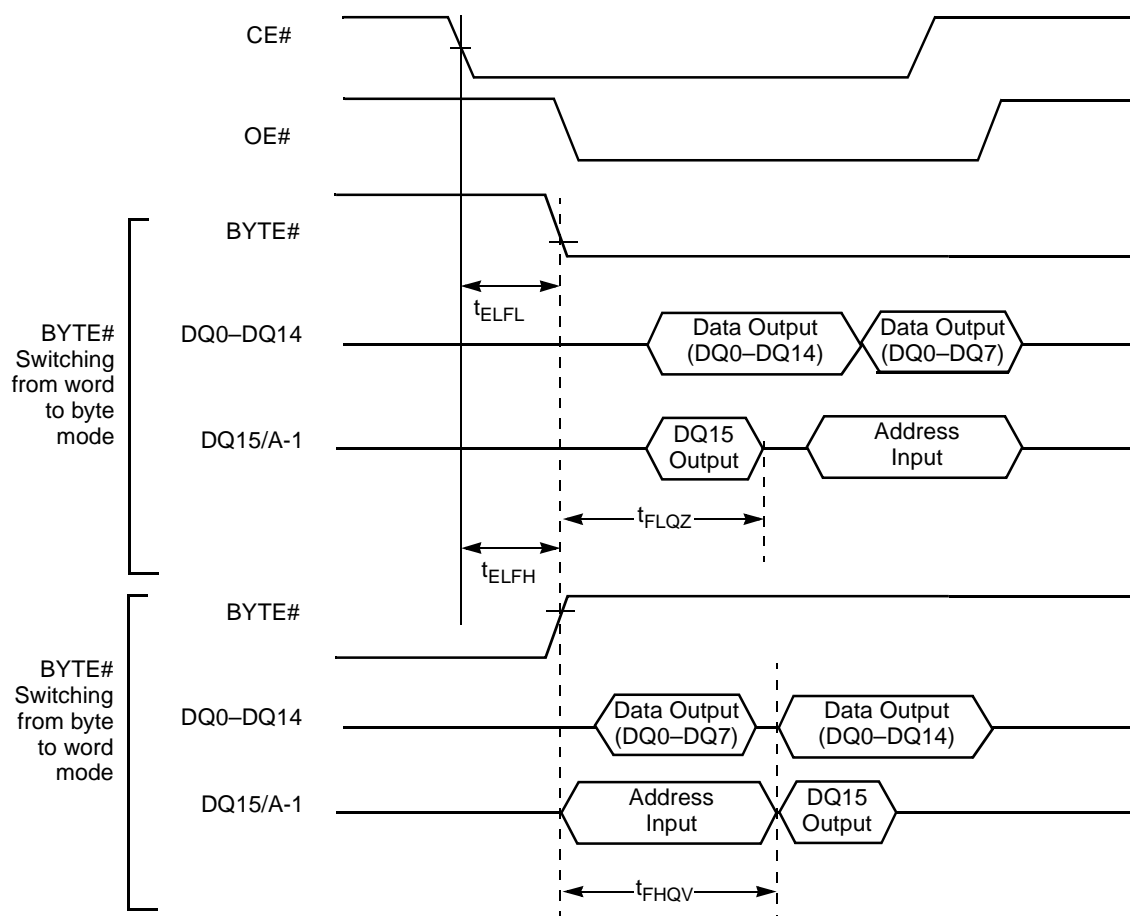 CE#
OE#
BYTE#
Switching
from word
to byte
mode
BYTE#
tELFL
DQ0–DQ14
Data Output
(DQ0–DQ14)
Data Output
(DQ0–DQ7)
DQ15/A-1
DQ15
Output
Address
Input
tFLQZ
tELFH
BYTE#
Switching
from byte
to word
mode
BYTE#
DQ0–DQ14
Data Output
(DQ0–DQ7)
Data Output
(DQ0–DQ14)
DQ15/A-1
Address
Input
DQ15
Output
tFHQV